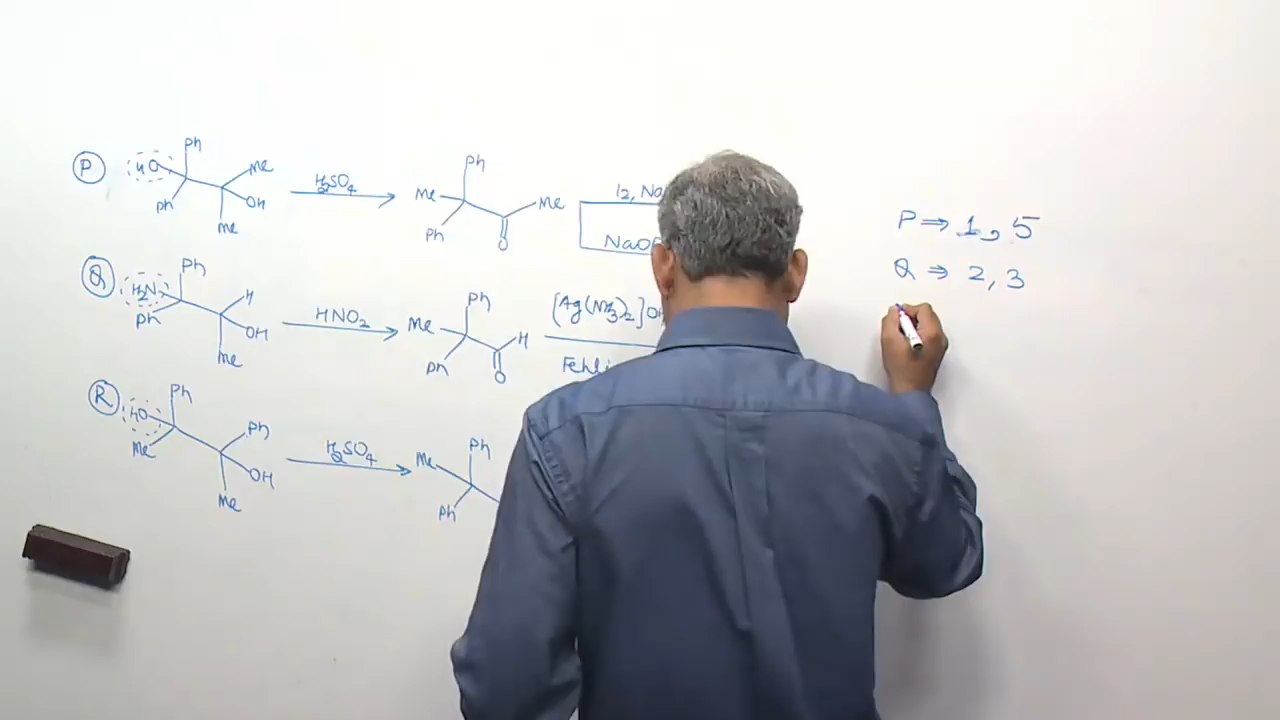 P
Ph
HO
Me
Ph
OH
Me
H2SO4
Ph
Me
Me
Ph
O
I2, Na
NaO
P ⇒ 1, 5
Q
Ph
H2N
H
Ph
OH
Me
HNO2
Ph
Me
H
Ph
O
[Ag(NH3)2]OH
Fehli
Q ⇒ 2, 3
R
Ph
HO
Ph
Me
OH
Me
H2SO4
Ph
Me
Ph